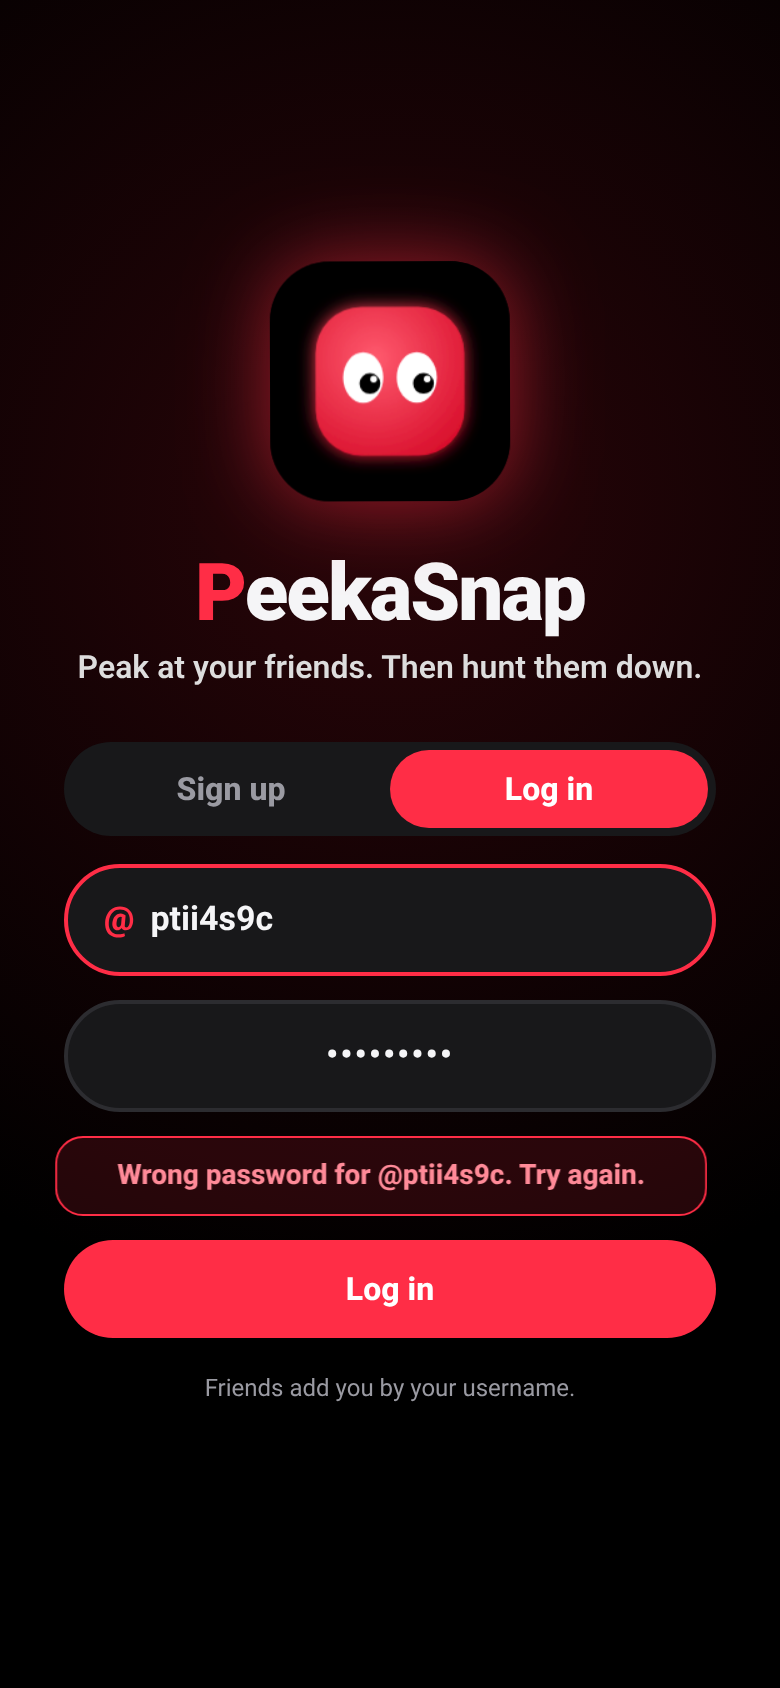 PeekaSnap
Peak at your friends. Then hunt them down.
Sign up
Log in
@ ptii4s9c
•••••••••
Wrong password for @ptii4s9c. Try again.
Log in
Friends add you by your username.